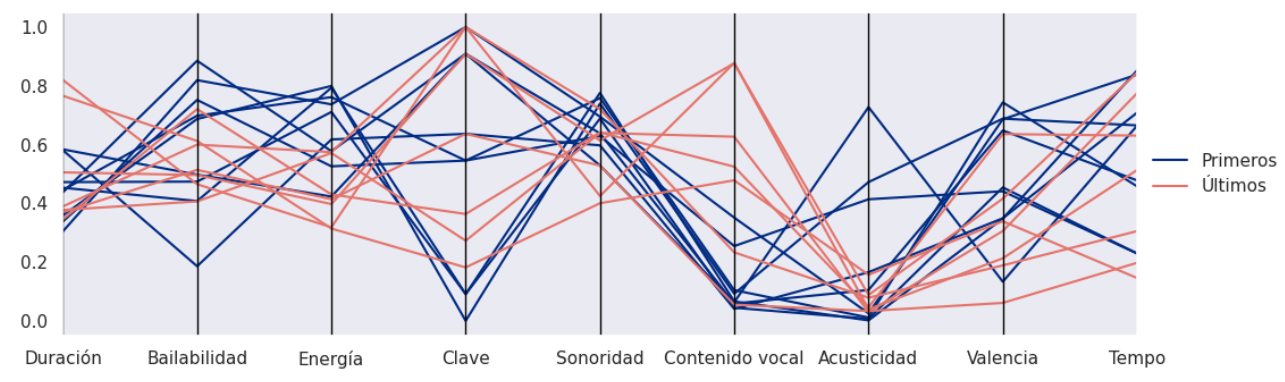 1.0
0.8
0.6
0.4
0.2
0.0
Duración Bailabilidad Energía Clave Sonoridad Contenido vocal Acusticidad Valencia Tempo
Primeros
Últimos